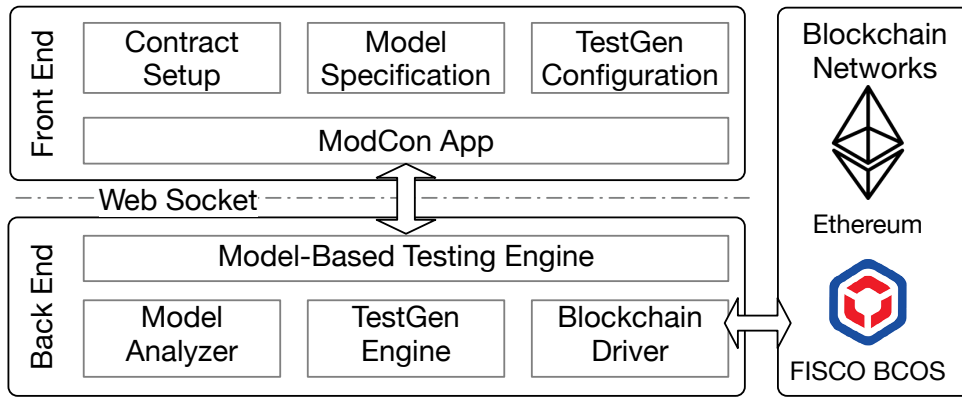 Front End
Contract
Setup
Model
Specification
TestGen
Configuration
ModCon App
Web Socket
Back End
Model-Based Testing Engine
Model
Analyzer
TestGen
Engine
Blockchain
Driver
Blockchain
Networks
Ethereum
FISCO BCOS